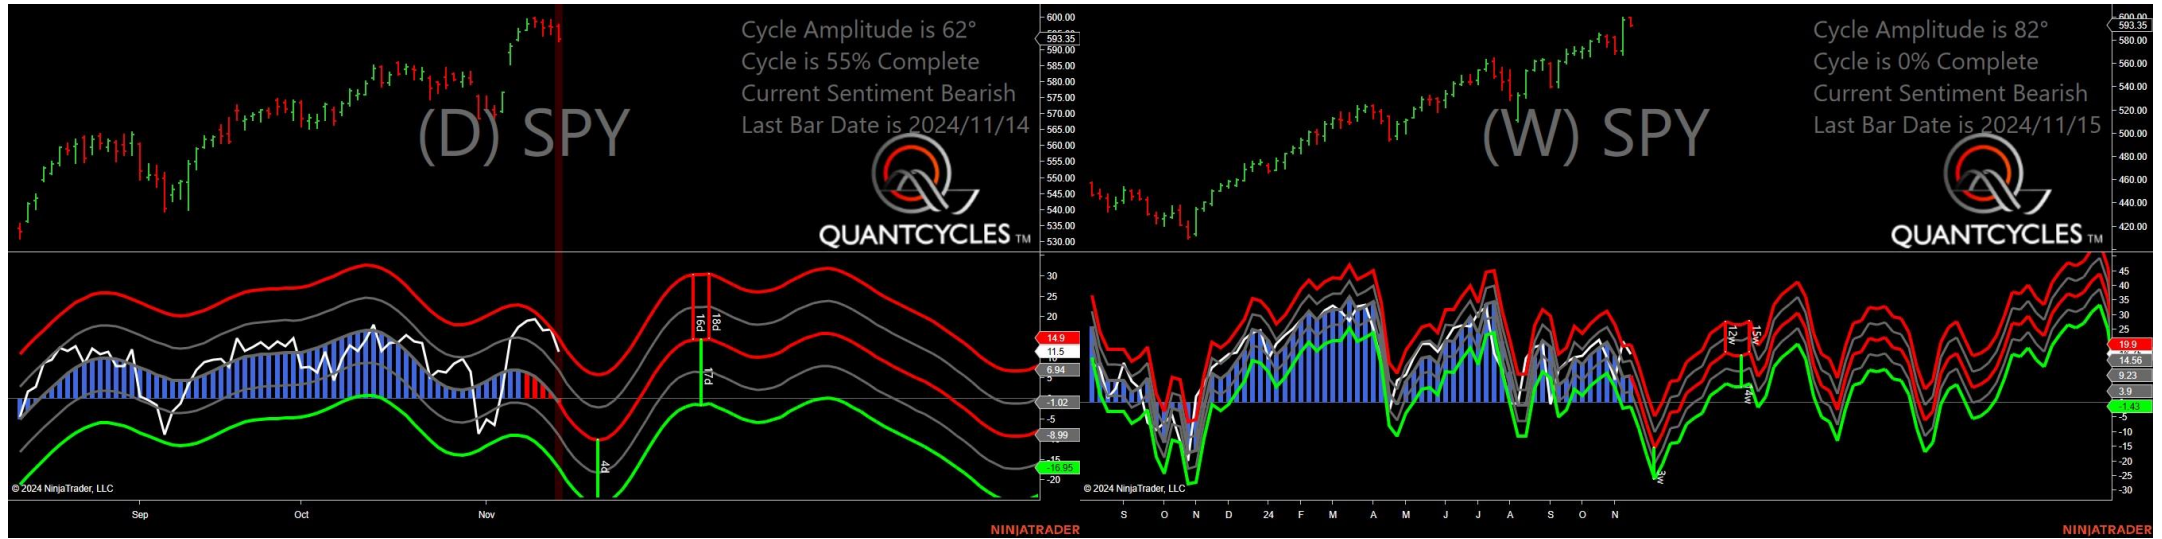 Cycle Amplitude is 62°
Cycle is 55% Complete
Current Sentiment Bearish
Last Bar Date is 2024/11/14
(D) SPY
QUANTCYCLES TM
600.00
593.35
590.00
585.00
580.00
575.00
570.00
565.00
560.00
555.00
550.00
545.00
540.00
535.00
530.00
30
25
20
14.9
11.5
6.94
-1.02
-5
-8.99
-15
-16.95
-20
16d
18d
17d
4d
© 2024 NinjaTrader, LLC
Sep
Oct
Nov
NINJATRADER
Cycle Amplitude is 82°
Cycle is 0% Complete
Current Sentiment Bearish
Last Bar Date is 2024/11/15
(W) SPY
QUANTCYCLES TM
600.00
593.35
580.00
560.00
540.00
520.00
500.00
480.00
460.00
440.00
420.00
45
40
35
30
25
19.9
14.56
9.23
3.9
-1.43
-5
-10
-15
-20
-25
-30
12w
15w
3w
© 2024 NinjaTrader, LLC
S
O
N
D
24
F
M
A
M
J
J
A
S
O
N
NINJATRADER